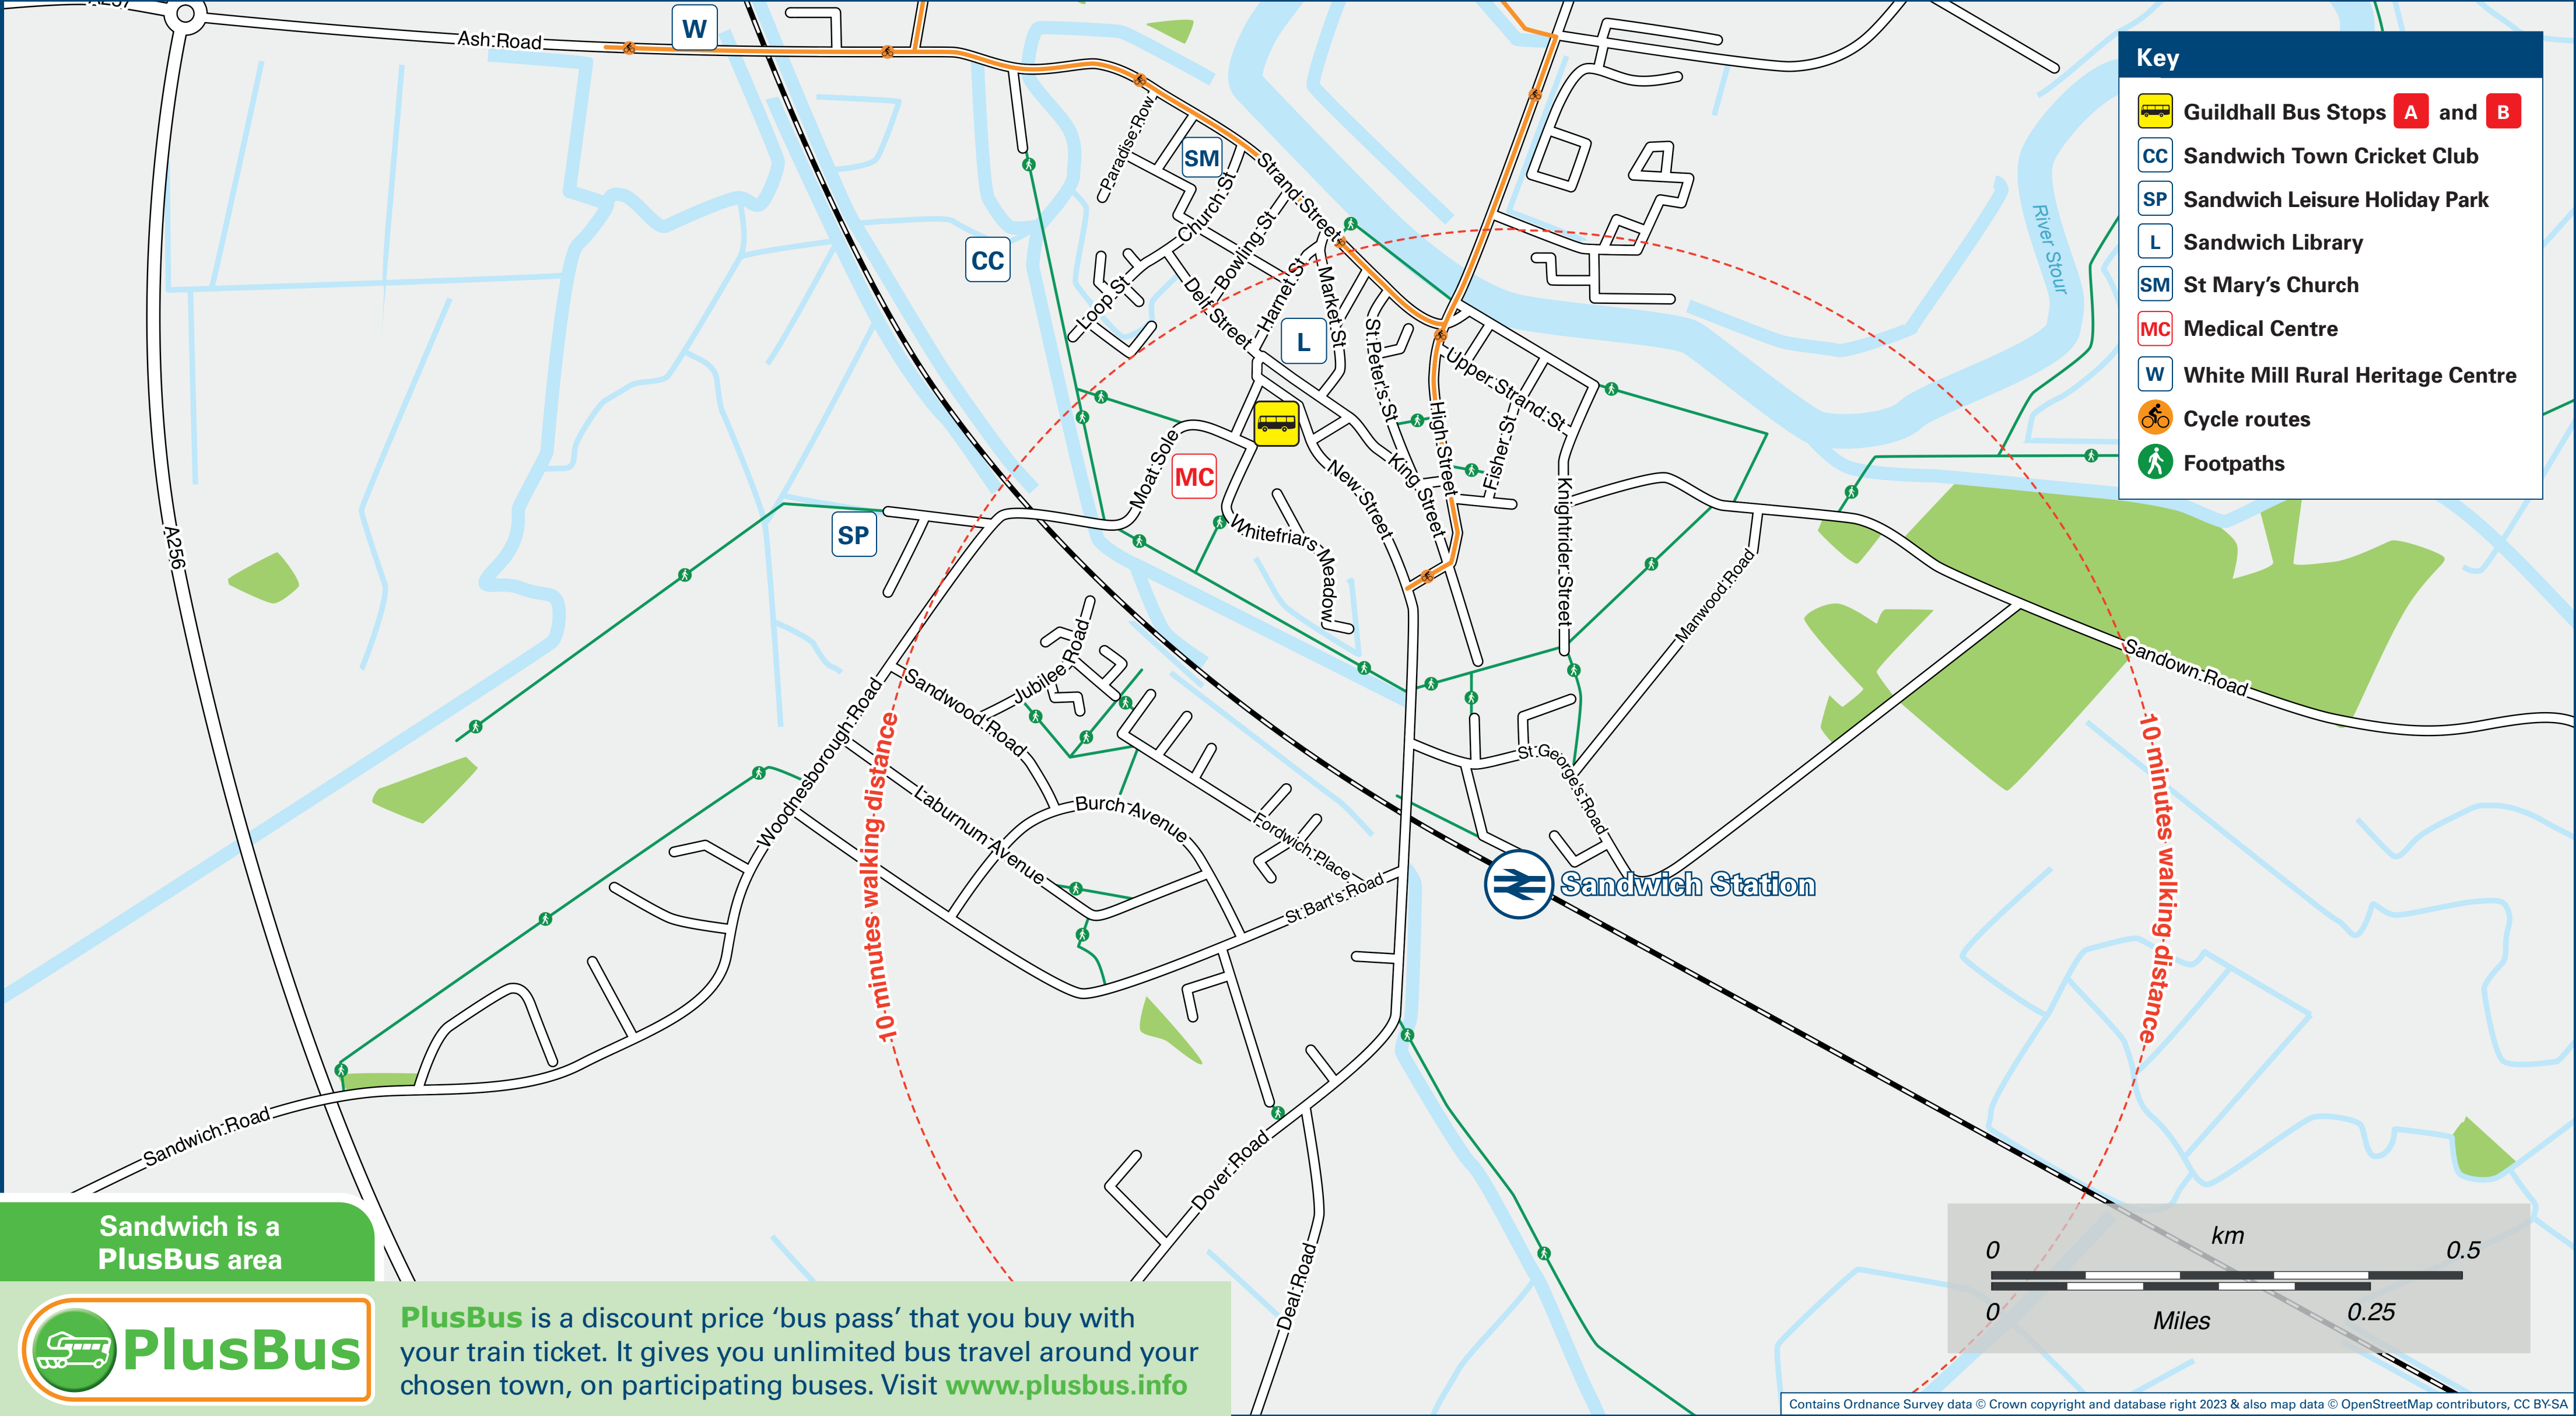 A257
Ash Road
W
Key
Guildhall Bus Stops A and B
CC Sandwich Town Cricket Club
SP Sandwich Leisure Holiday Park
L Sandwich Library
SM St Mary's Church
MC Medical Centre
W White Mill Rural Heritage Centre
Cycle routes
Footpaths
River Stour
Paradise Row
SM
Strand Street
Church St
Bowling St
CC
Loop St
Delf Street
Harnet St
Market St
L
St Peter's St
Upper Strand St
High Street
Fisher St
Moat Sole
MC
New Street
King Street
Knightrider Street
SP
Whitefriars Meadow
A256
Manwood Road
Sandown Road
Jubilee Road
Sandwood Road
Woodnesborough Road
10 minutes walking distance
10 minutes walking distance
St George's Road
Laburnum Avenue
Burch Avenue
Fordwich Place
St Bart's Road
Sandwich Station
Sandwich Road
Dover Road
Deal Road
Sandwich is a
PlusBus area
PlusBus
PlusBus is a discount price ‘bus pass’ that you buy with
your train ticket. It gives you unlimited bus travel around your
chosen town, on participating buses. Visit www.plusbus.info
km
0 0.5
0 0.25
Miles
Contains Ordnance Survey data © Crown copyright and database right 2023 & also map data © OpenStreetMap contributors, CC BY-SA